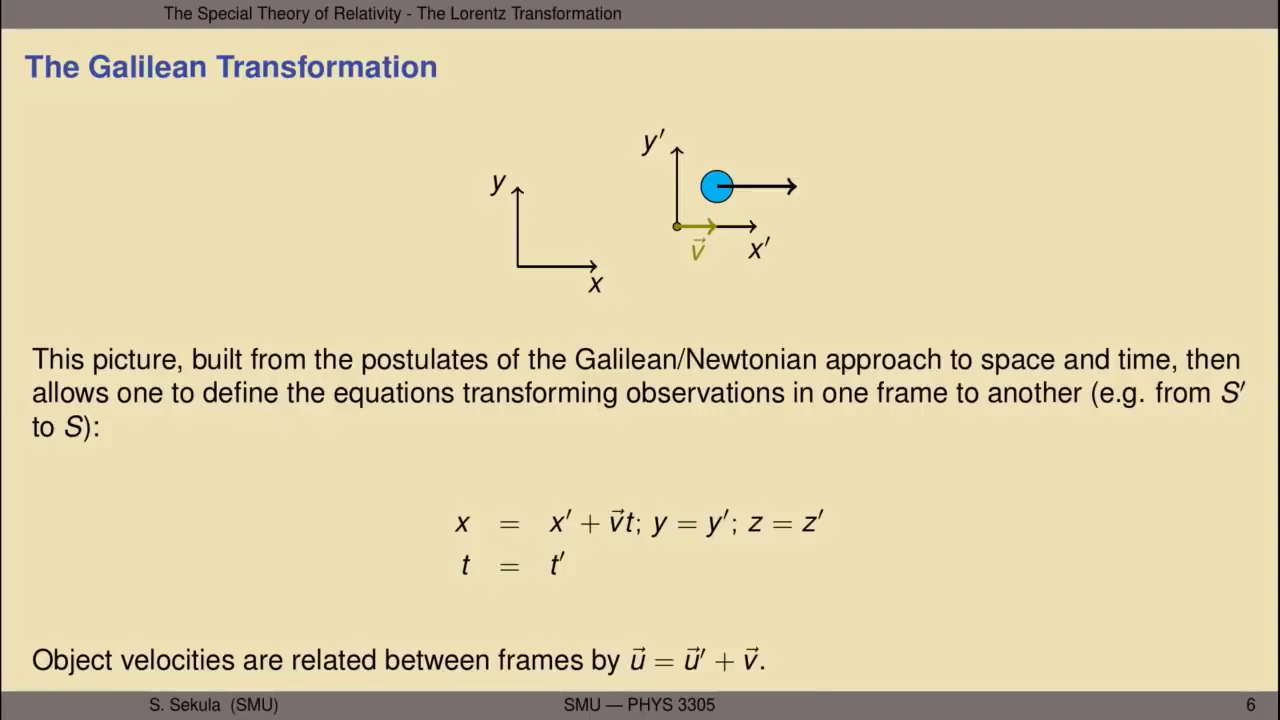 The Special Theory of Relativity - The Lorentz Transformation
The Galilean Transformation
y′
y
v⃗
x′
x
This picture, built from the postulates of the Galilean/Newtonian approach to space and time, then
allows one to define the equations transforming observations in one frame to another (e.g. from S′
to S):
x = x′ + v⃗t; y = y′; z = z′
t = t′
Object velocities are related between frames by u⃗ = u⃗′ + v⃗.
S. Sekula (SMU) SMU — PHYS 3305 6